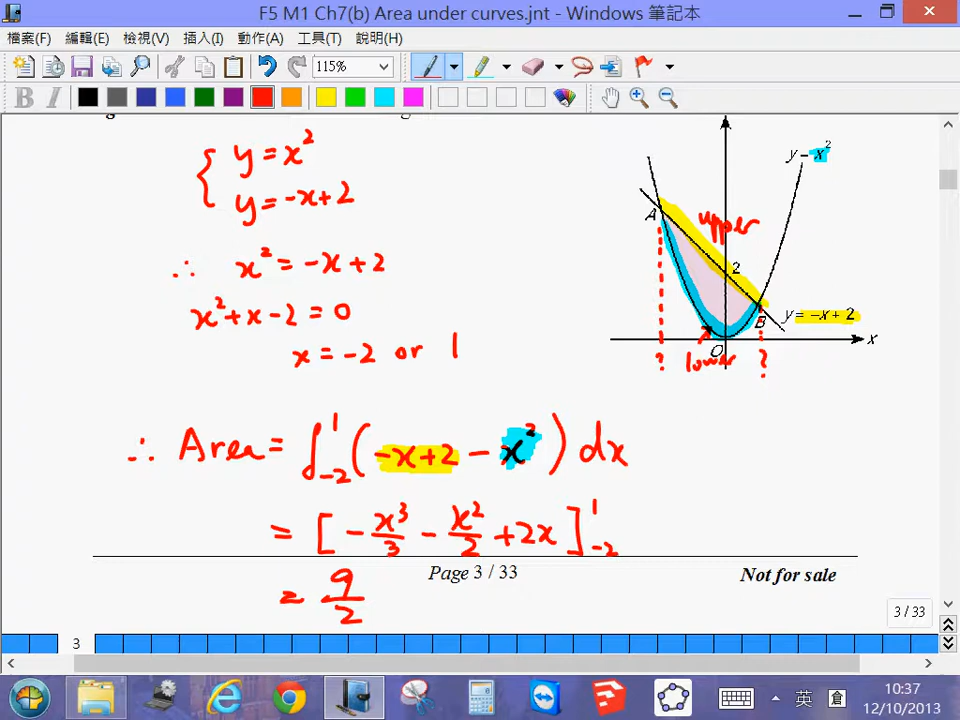 F5 M1 Ch7(b) Area under curves.jnt - Windows 筆記本
檔案(F) 編輯(E) 檢視(V) 插入(I) 動作(A) 工具(T) 說明(H)
115%
B I
{ y = x²
y = -x+2
∴ x² = -x + 2
x² + x - 2 = 0
x = -2 or 1
y = x²
A
upper
2
B
y = -x + 2
x
O
lower
? ?
∴ Area = ∫₋₂¹ (-x+2 - x²) dx
= [ - x³/3 - x²/2 + 2x ]₋₂¹
= 9/2
Page 3 / 33
Not for sale
3 / 33
3
英 倉
10:37
12/10/2013